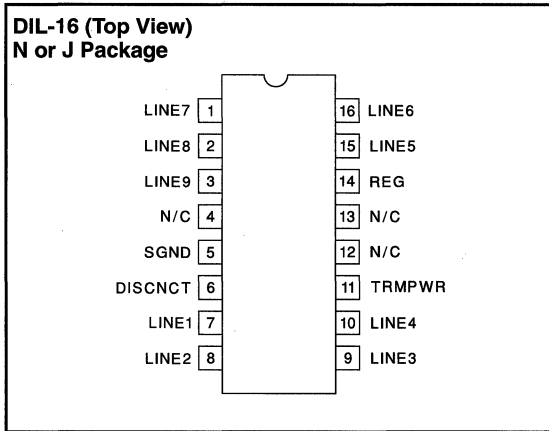 DIL-16 (Top View)
N or J Package
LINE7 1 16 LINE6
LINE8 2 15 LINE5
LINE9 3 14 REG
N/C 4 13 N/C
SGND 5 12 N/C
DISCNCT 6 11 TRMPWR
LINE1 7 10 LINE4
LINE2 8 9 LINE3